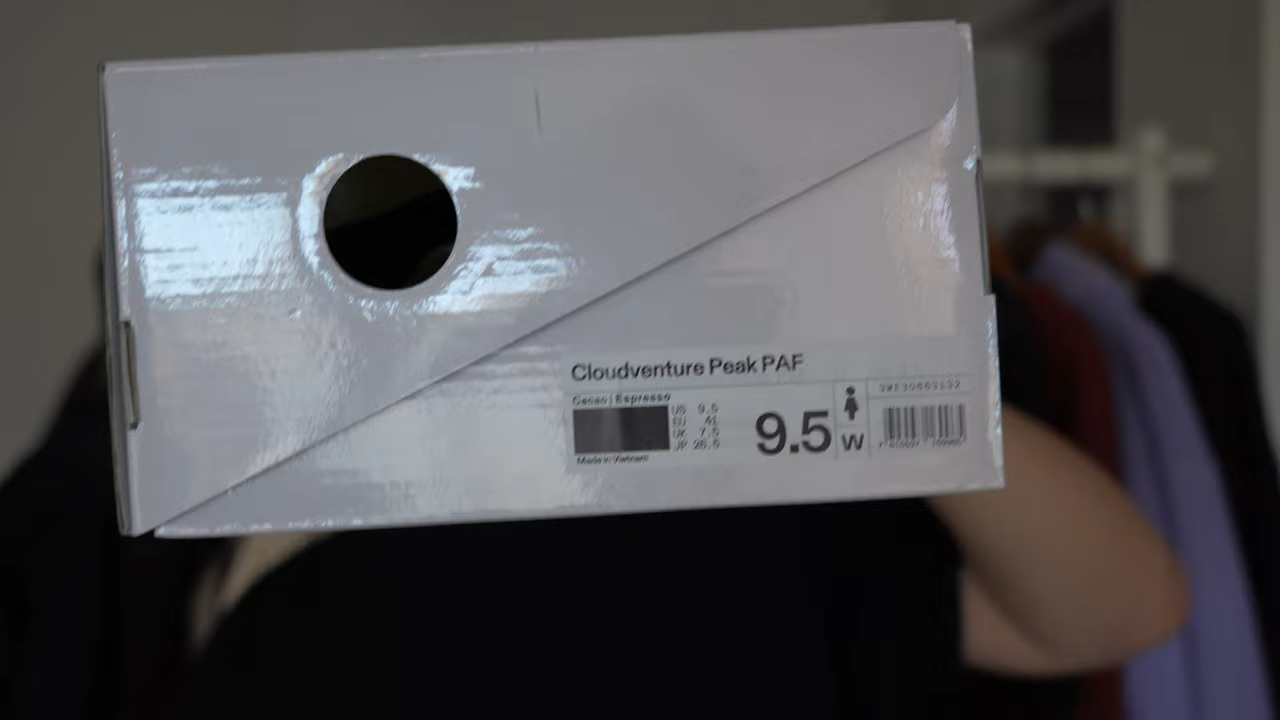 Cloudventure Peak PAF
Cacao | Espresso
US 9.5
EU 41
UK 7.5
JP 26.5
9.5
W
Made in Vietnam